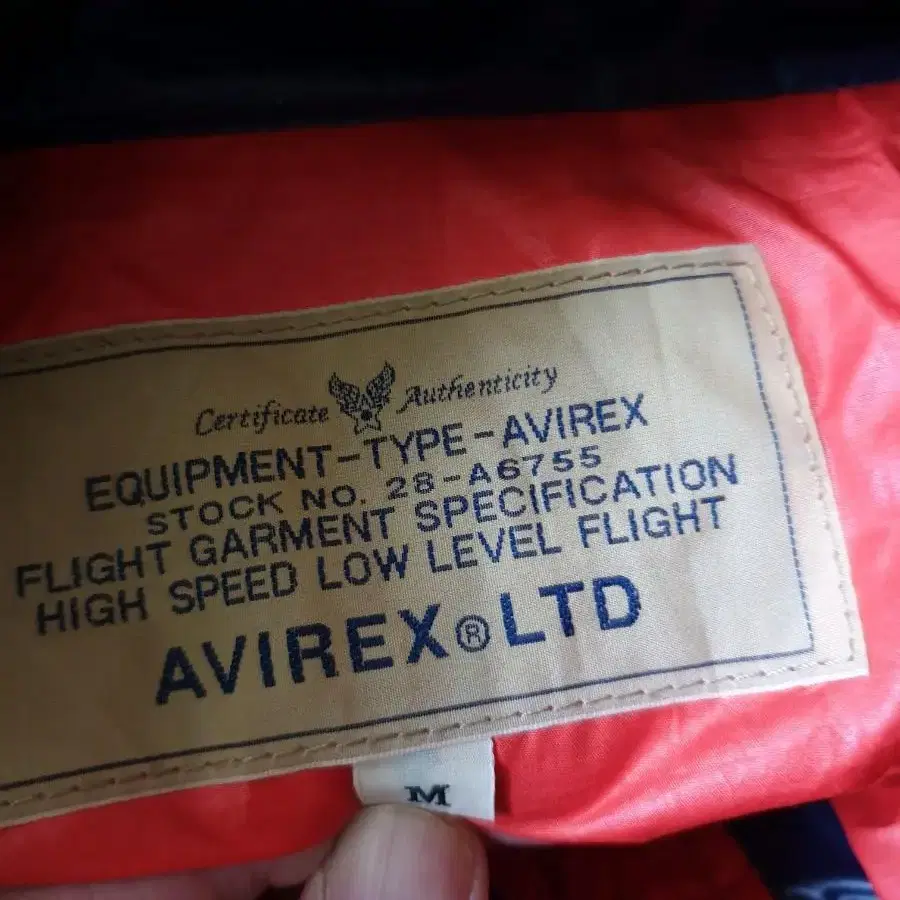 Certificate Authenticity
EQUIPMENT-TYPE-AVIREX
STOCK NO. 28-A6755
FLIGHT GARMENT SPECIFICATION
HIGH SPEED LOW LEVEL FLIGHT
AVIREX® LTD
M